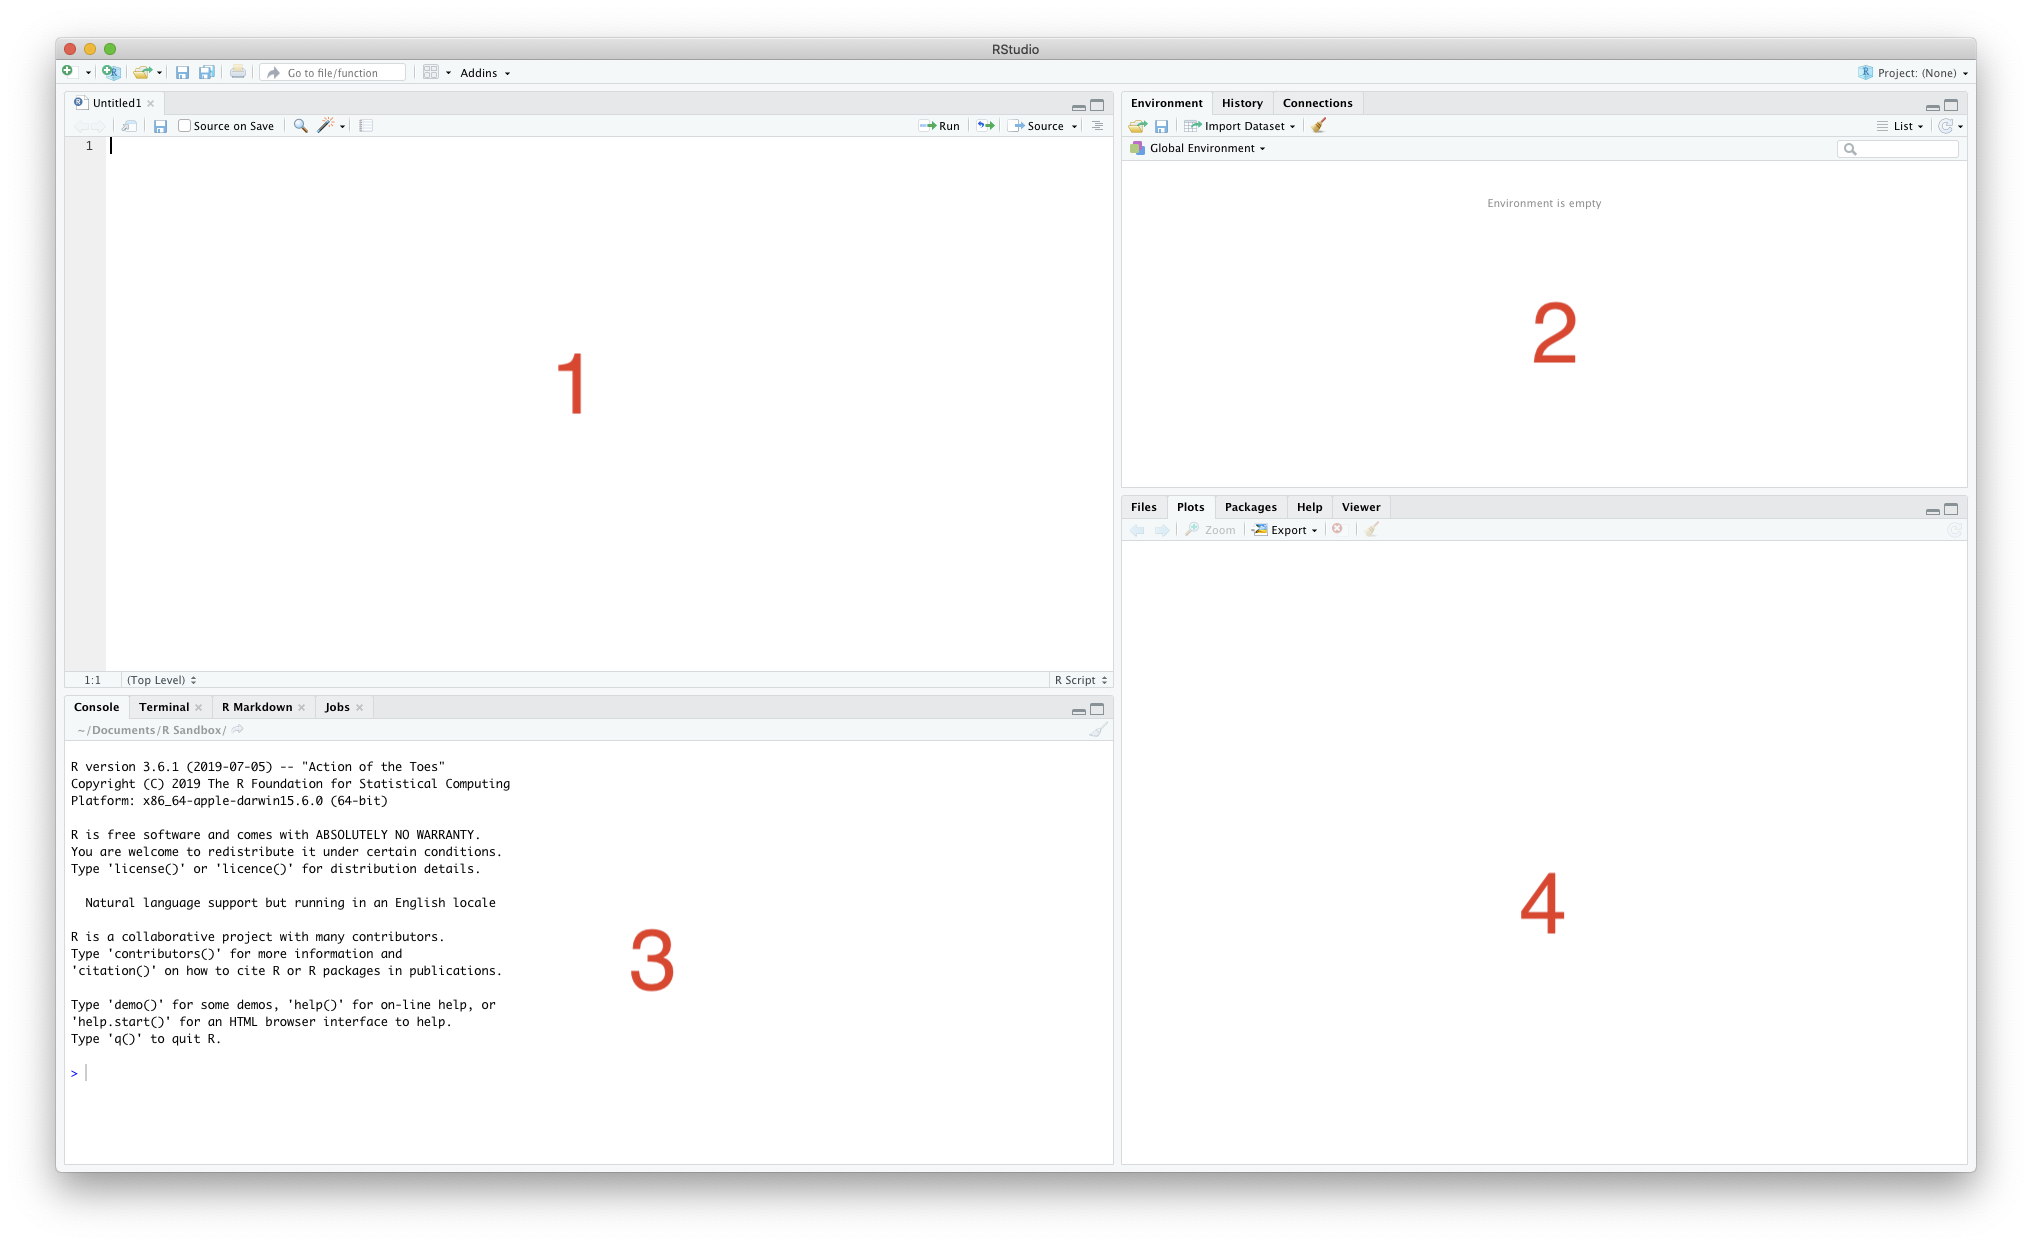 RStudio
Go to file/function
Addins
Project: (None)
Untitled1
Source on Save
Run
Source
1
1
1:1
(Top Level)
R Script
Environment History Connections
Import Dataset
List
Global Environment
Environment is empty
2
Console Terminal R Markdown Jobs
~/Documents/R Sandbox/
R version 3.6.1 (2019-07-05) -- "Action of the Toes"
Copyright (C) 2019 The R Foundation for Statistical Computing
Platform: x86_64-apple-darwin15.6.0 (64-bit)
R is free software and comes with ABSOLUTELY NO WARRANTY.
You are welcome to redistribute it under certain conditions.
Type 'license()' or 'licence()' for distribution details.
Natural language support but running in an English locale
R is a collaborative project with many contributors.
Type 'contributors()' for more information and
'citation()' on how to cite R or R packages in publications.
Type 'demo()' for some demos, 'help()' for on-line help, or
'help.start()' for an HTML browser interface to help.
Type 'q()' to quit R.
>
3
Files Plots Packages Help Viewer
Zoom Export
4